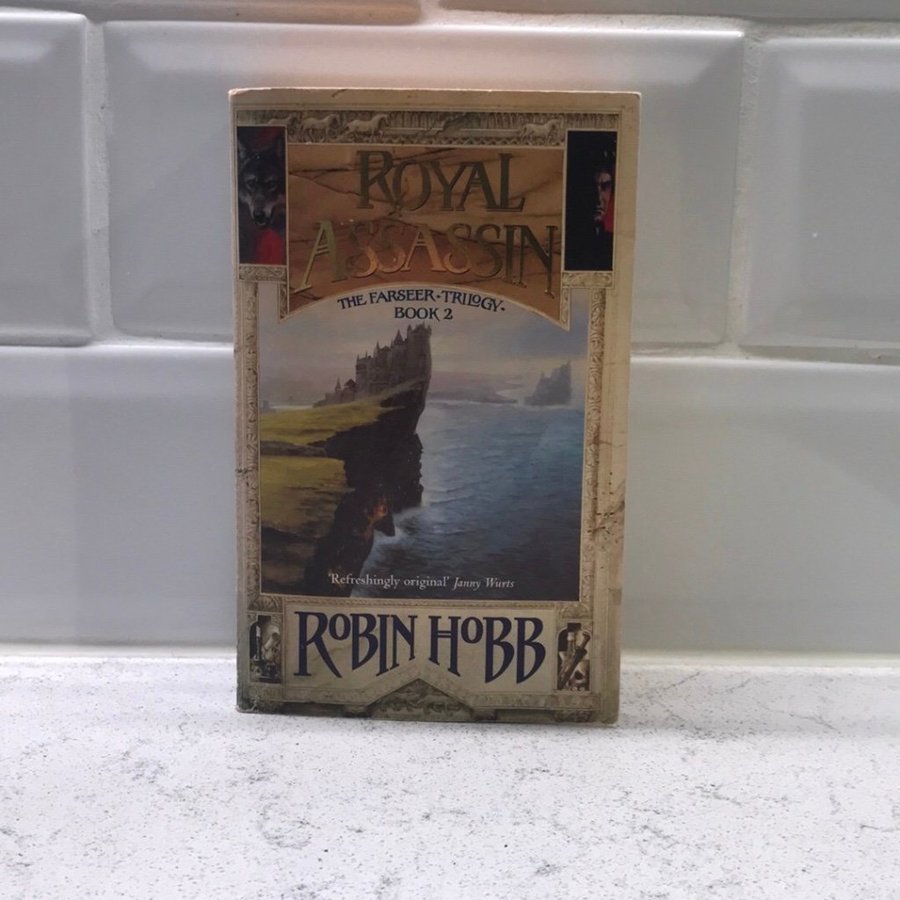 ROYAL
ASSASSIN
THE FARSEER • TRILOGY •
BOOK 2
'Refreshingly original' Janny Wurts
ROBIN HOBB